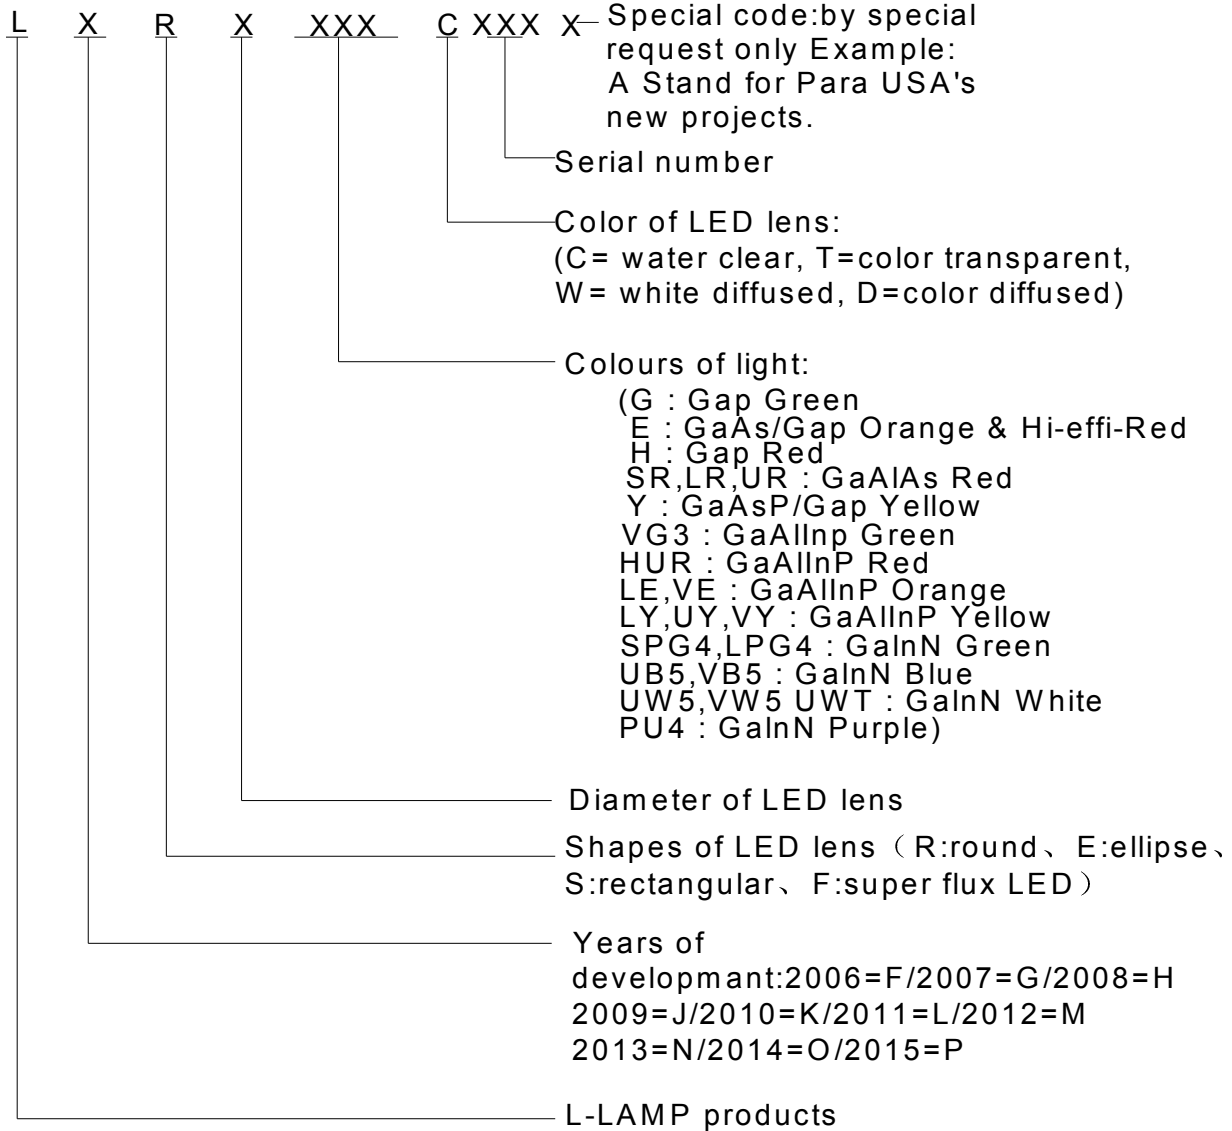 L X R X XXX C XXX X Special code:by special
request only Example:
A Stand for Para USA's
new projects.
Serial number
Color of LED lens:
(C= water clear, T=color transparent,
W= white diffused, D=color diffused)
Colours of light:
(G : Gap Green
E : GaAs/Gap Orange & Hi-effi-Red
H : Gap Red
SR,LR,UR : GaAlAs Red
Y : GaAsP/Gap Yellow
VG3 : GaAlInp Green
HUR : GaAlInP Red
LE,VE : GaAlInP Orange
LY,UY,VY : GaAlInP Yellow
SPG4,LPG4 : GaInN Green
UB5,VB5 : GaInN Blue
UW5,VW5 UWT : GaInN White
PU4 : GaInN Purple)
Diameter of LED lens
Shapes of LED lens（R:round、E:ellipse、
S:rectangular、F:super flux LED）
Years of
developmant:2006=F/2007=G/2008=H
2009=J/2010=K/2011=L/2012=M
2013=N/2014=O/2015=P
L-LAMP products